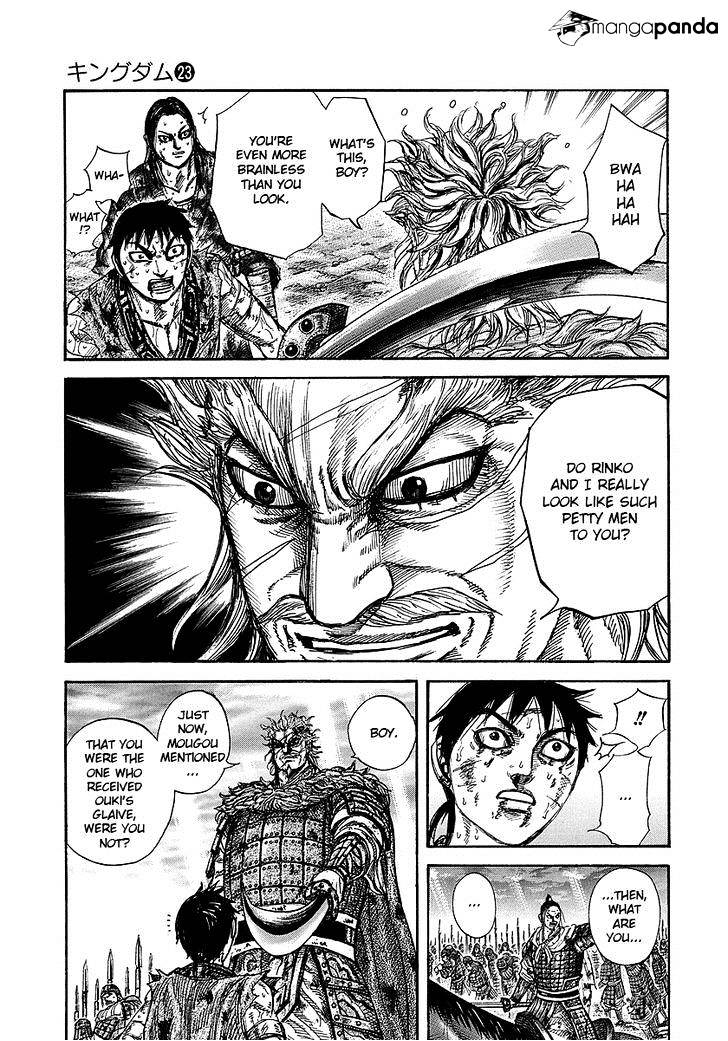 mangapanda
キングダム㉓
BWA
HA
HA
HAH
WHAT'S
THIS,
BOY?
YOU'RE
EVEN MORE
BRAINLESS
THAN YOU
LOOK.
WHA-
WHAT
!?
DO RINKO
AND I REALLY
LOOK LIKE SUCH
PETTY MEN
TO YOU?
!!
...
...THEN,
WHAT
ARE
YOU...
...
BOY.
JUST
NOW,
MOUGOU
MENTIONED
...
THAT YOU
WERE THE
ONE WHO
RECEIVED
OUKI'S
GLAIVE,
WERE YOU
NOT?
...